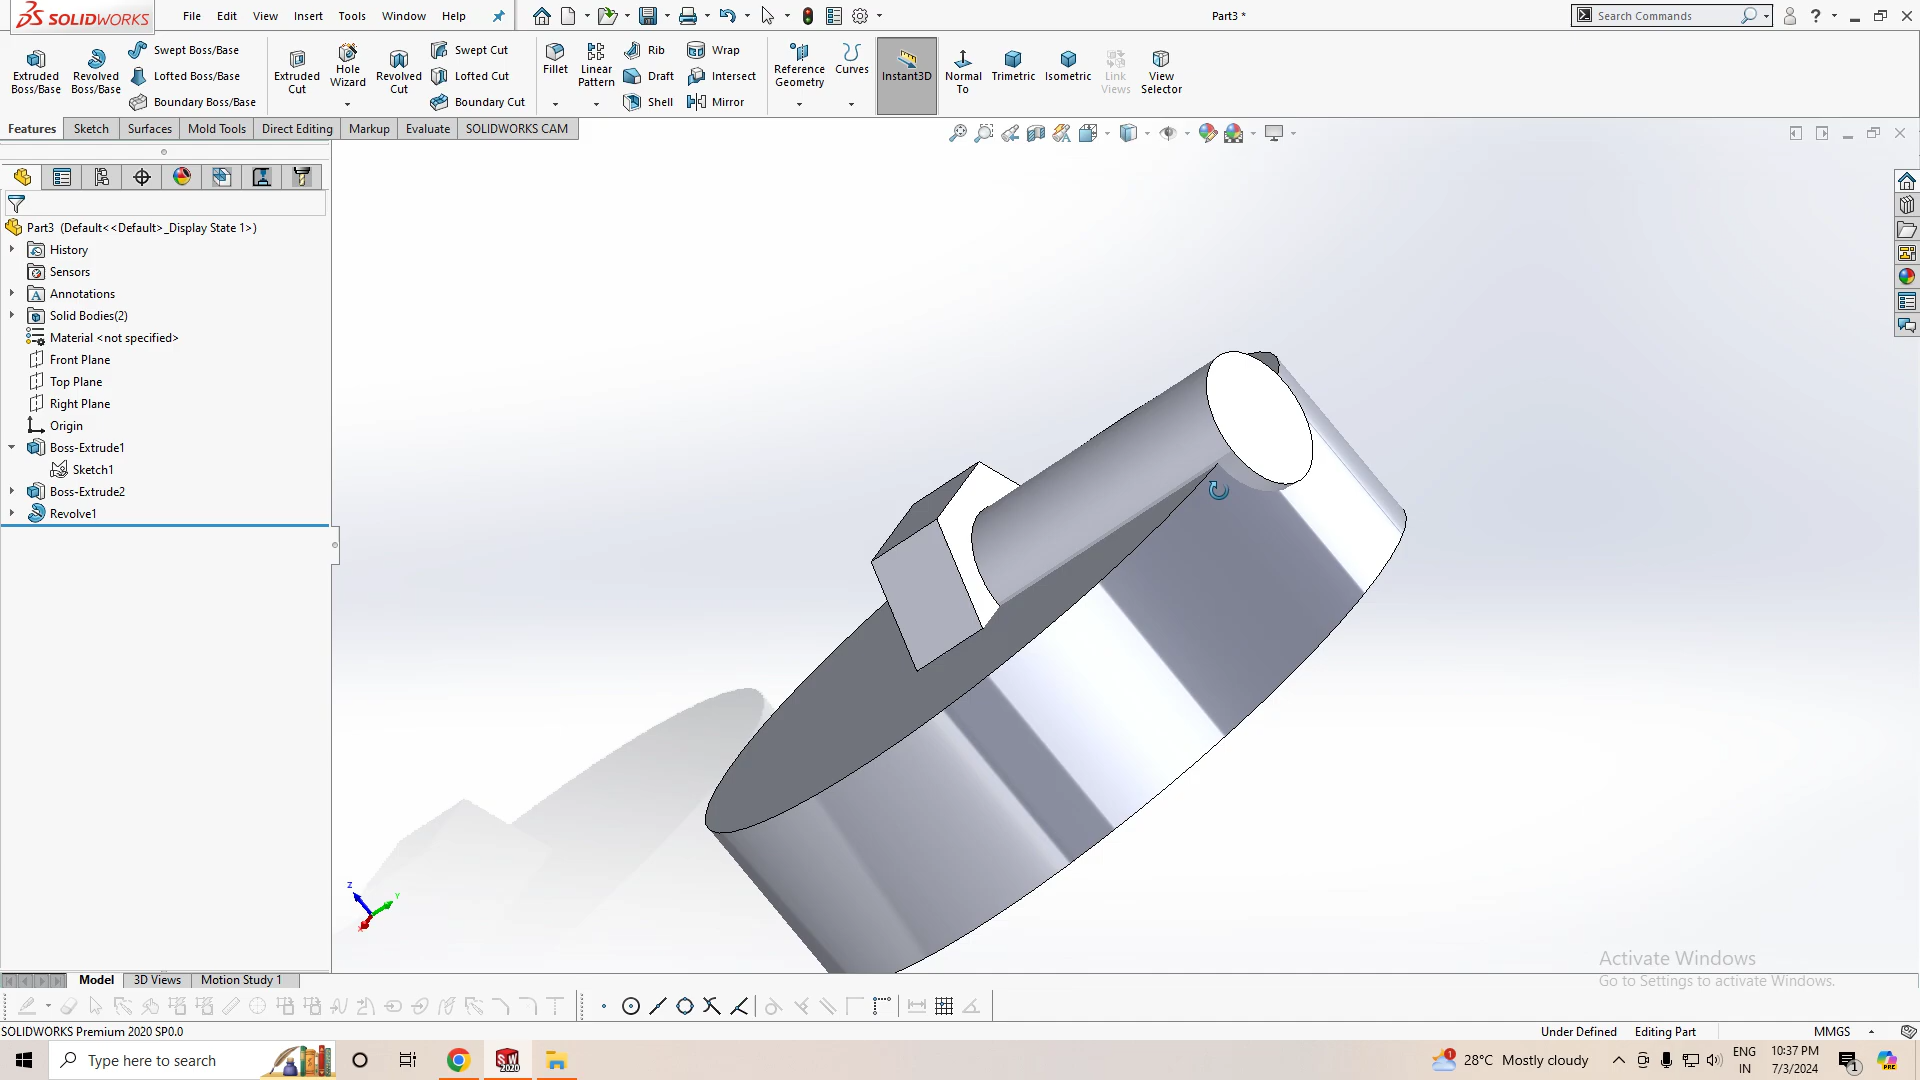 SOLIDWORKS
File Edit View Insert Tools Window Help
Part3 *
Search Commands
Extruded Boss/Base
Revolved Boss/Base
Swept Boss/Base
Lofted Boss/Base
Boundary Boss/Base
Extruded Cut
Hole Wizard
Revolved Cut
Swept Cut
Lofted Cut
Boundary Cut
Fillet
Linear Pattern
Rib
Draft
Shell
Wrap
Intersect
Mirror
Reference Geometry
Curves
Instant3D
Normal To
Trimetric
Isometric
Link Views
View Selector
Features Sketch Surfaces Mold Tools Direct Editing Markup Evaluate SOLIDWORKS CAM
Part3 (Default<<Default>_Display State 1>)
History
Sensors
Annotations
Solid Bodies(2)
Material <not specified>
Front Plane
Top Plane
Right Plane
Origin
Boss-Extrude1
Sketch1
Boss-Extrude2
Revolve1
Z
Y
X
Activate Windows
Go to Settings to activate Windows.
Model 3D Views Motion Study 1
SOLIDWORKS Premium 2020 SP0.0
Under Defined Editing Part MMGS
Type here to search
SW 2020
1
28°C Mostly cloudy
ENG
IN
10:37 PM
7/3/2024
1
PRE